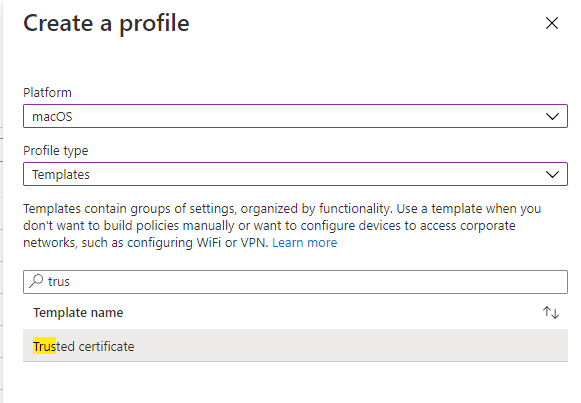 Create a profile
Platform
macOS
Profile type
Templates
Templates contain groups of settings, organized by functionality. Use a template when you
don't want to build policies manually or want to configure devices to access corporate
networks, such as configuring WiFi or VPN. Learn more
trus
Template name
Trusted certificate